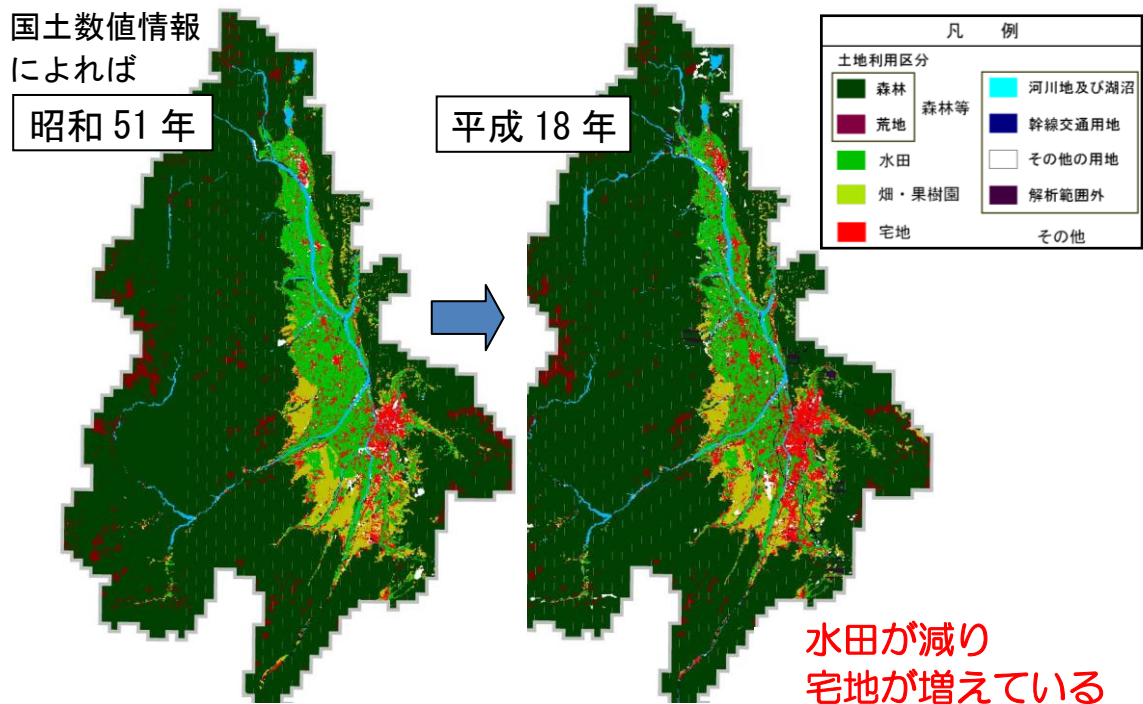 国土数値情報
によれば
昭和 51 年
平成 18 年
凡 例
土地利用区分
森林
荒地
森林等
水田
畑・果樹園
宅地
河川地及び湖沼
幹線交通用地
その他の用地
解析範囲外
その他
水田が減り
宅地が増えている